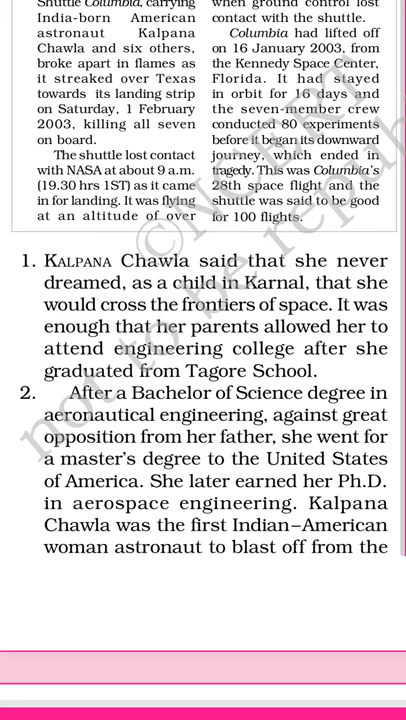 Shuttle Columbia, carrying
India-born American
astronaut Kalpana
Chawla and six others,
broke apart in flames as
it streaked over Texas
towards its landing strip
on Saturday, 1 February
2003, killing all seven
on board.
The shuttle lost contact
with NASA at about 9 a.m.
(19.30 hrs 1ST) as it came
in for landing. It was flying
at an altitude of over
when ground control lost
contact with the shuttle.
Columbia had lifted off
on 16 January 2003, from
the Kennedy Space Center,
Florida. It had stayed
in orbit for 16 days and
the seven-member crew
conducted 80 experiments
before it began its downward
journey, which ended in
tragedy. This was Columbia's
28th space flight and the
shuttle was said to be good
for 100 flights.
1. KALPANA Chawla said that she never
dreamed, as a child in Karnal, that she
would cross the frontiers of space. It was
enough that her parents allowed her to
attend engineering college after she
graduated from Tagore School.
2. After a Bachelor of Science degree in
aeronautical engineering, against great
opposition from her father, she went for
a master's degree to the United States
of America. She later earned her Ph.D.
in aerospace engineering. Kalpana
Chawla was the first Indian–American
woman astronaut to blast off from the
©NCERT
not to be republ